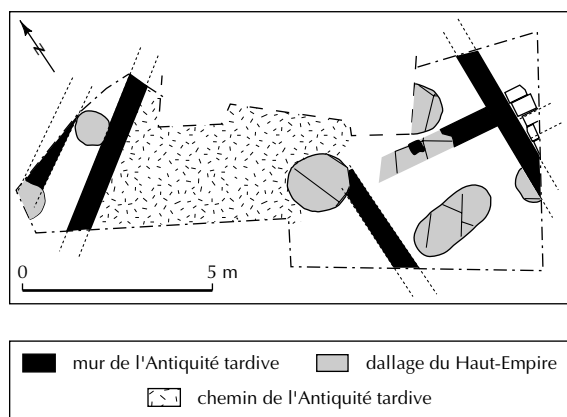 N
0 5 m
mur de l'Antiquité tardive dallage du Haut-Empire
chemin de l'Antiquité tardive